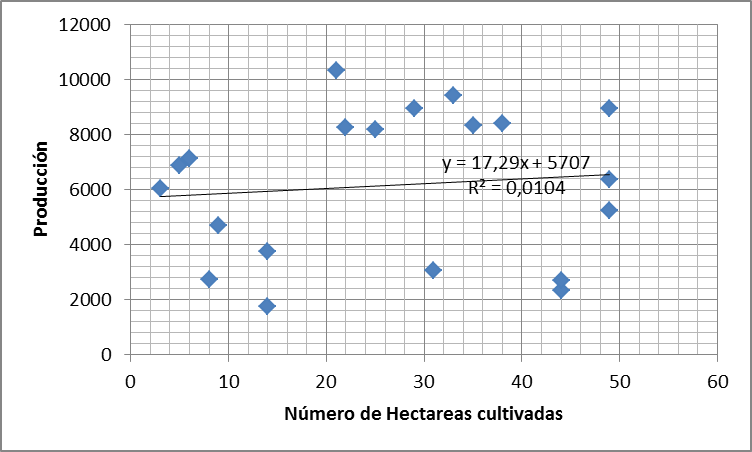 12000
10000
8000
6000
4000
2000
0
Producción
y = 17,29x + 5707
R² = 0,0104
0 10 20 30 40 50 60
Número de Hectareas cultivadas